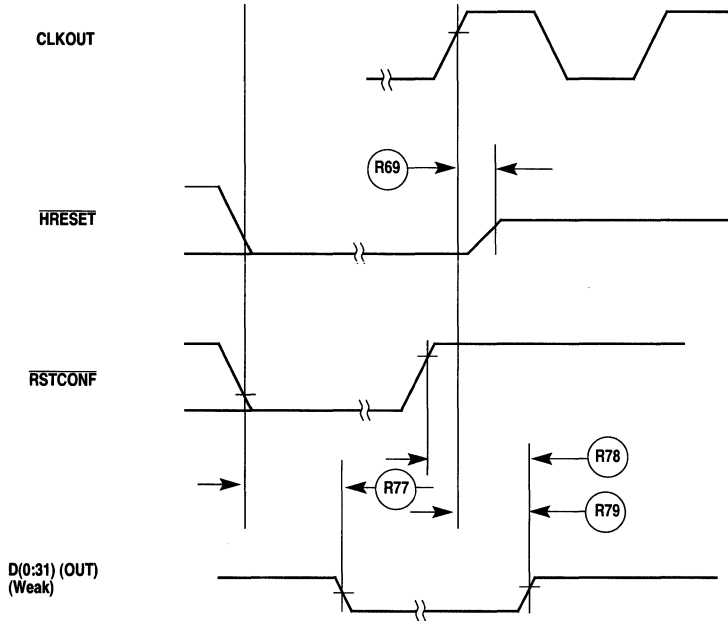 CLKOUT
R69
HRESET
RSTCONF
R78
R77
R79
D(0:31) (OUT)
(Weak)